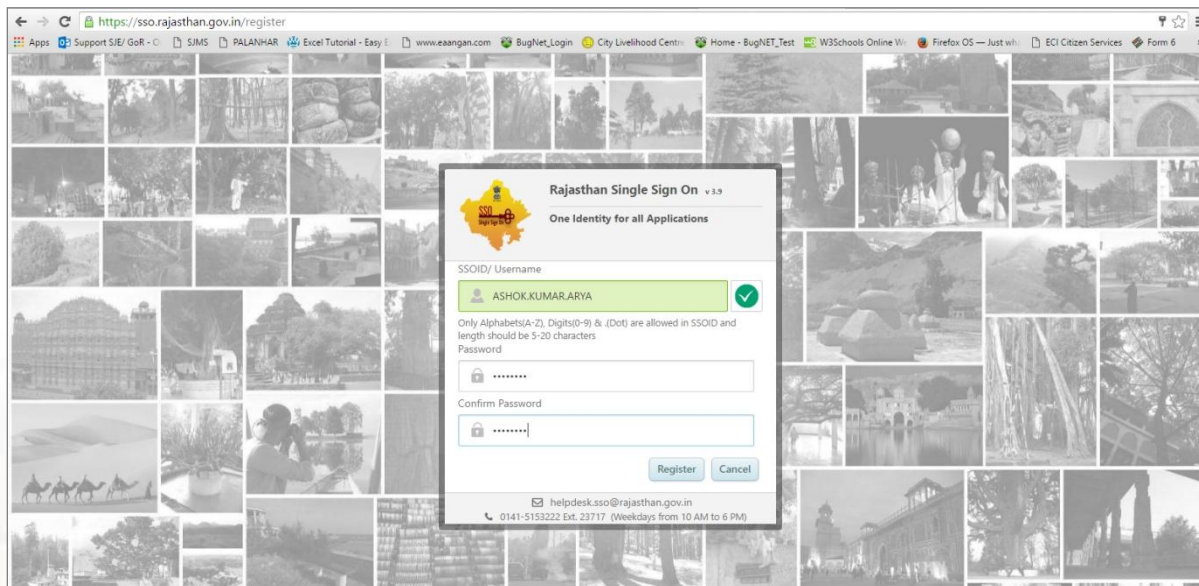 https://sso.rajasthan.gov.in/register
Apps Support SJE/ GoR - O SJMS PALANHAR Excel Tutorial - Easy E www.eaangan.com BugNet_Login City Livelihood Centre Home - BugNET_Test W3Schools Online We Firefox OS — Just wh ECI Citizen Services Form 6
Rajasthan Single Sign On v 3.9
One Identity for all Applications
SSO
Single Sign On
SSOID/ Username
ASHOK.KUMAR.ARYA
Only Alphabets(A-Z), Digits(0-9) & .(Dot) are allowed in SSOID and
length should be 5-20 characters
Password
••••••••
Confirm Password
••••••••
Register Cancel
helpdesk.sso@rajasthan.gov.in
0141-5153222 Ext. 23717 (Weekdays from 10 AM to 6 PM)